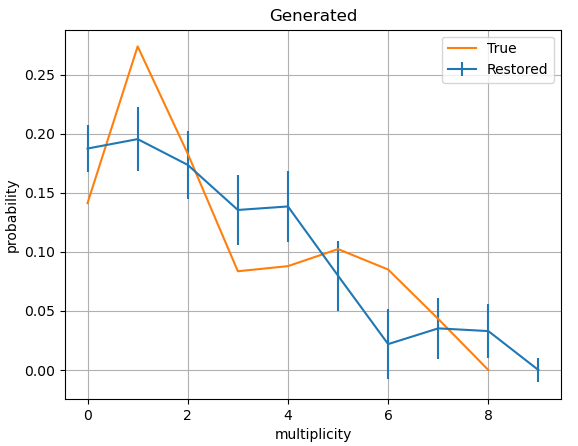 Generated
True
Restored
0.25
0.20
0.15
0.10
0.05
0.00
probability
0 2 4 6 8
multiplicity